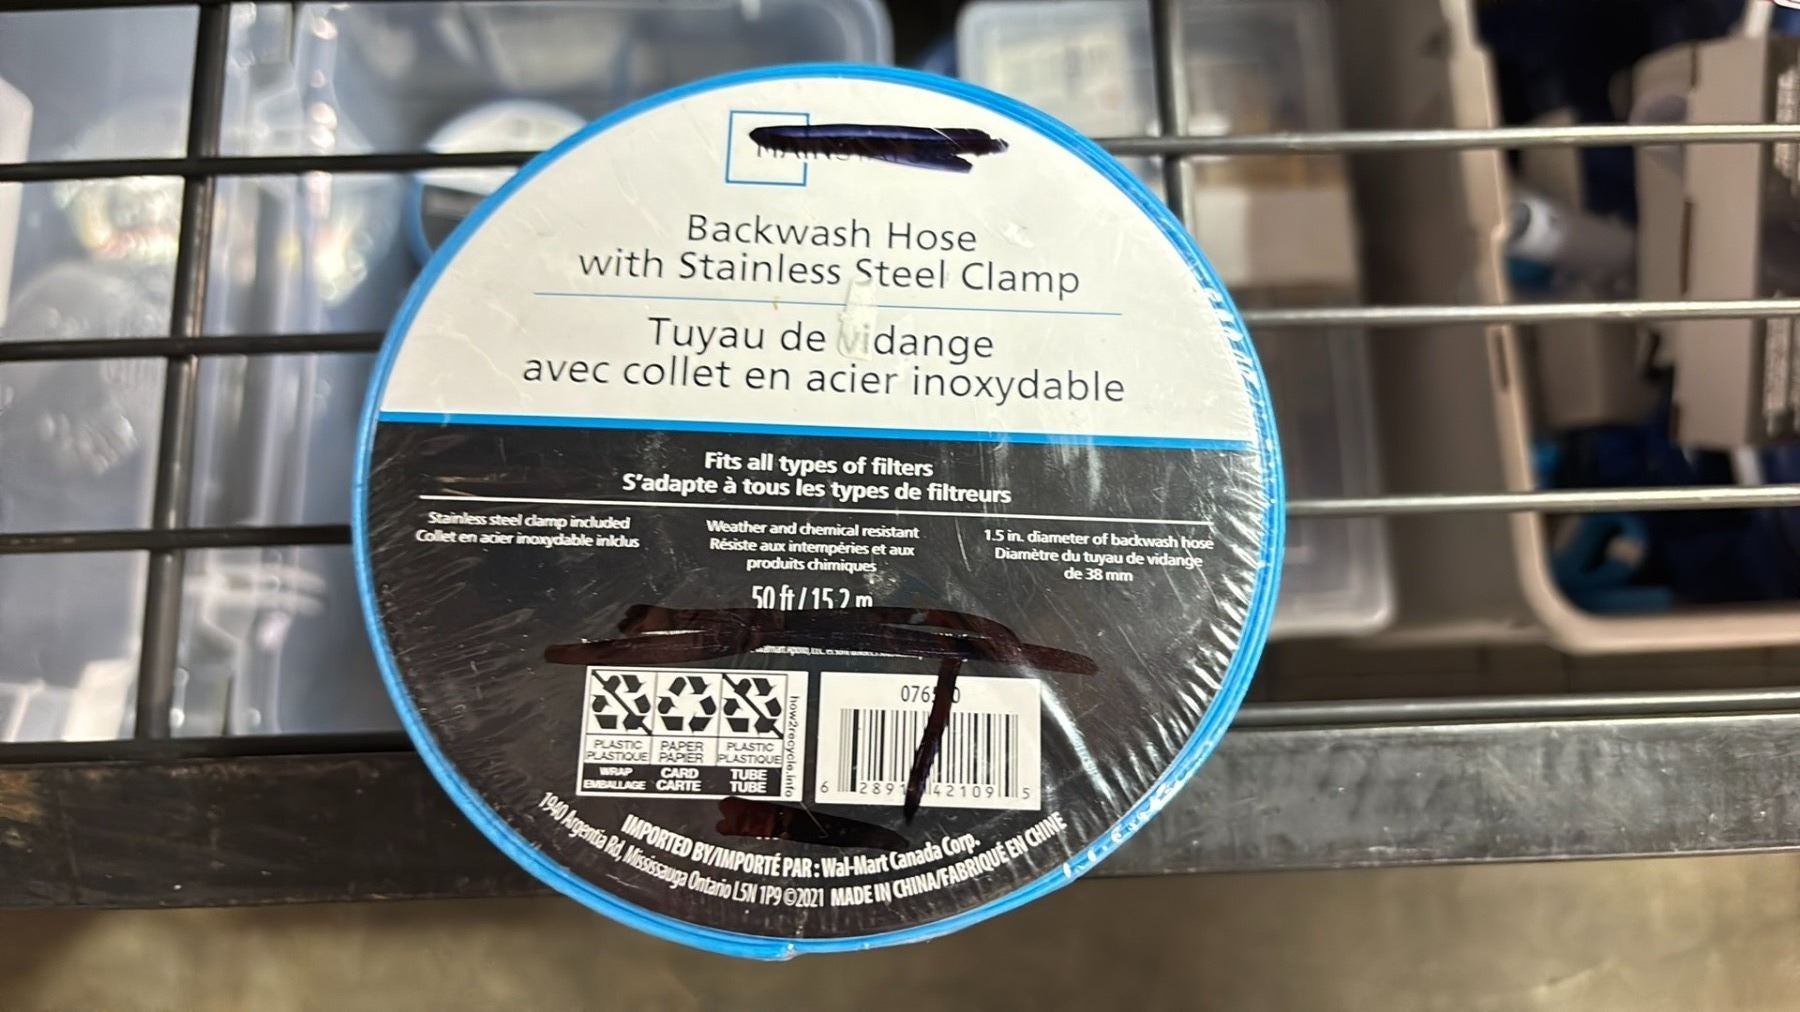 Backwash Hose
with Stainless Steel Clamp
Tuyau de vidange
avec collet en acier inoxydable
Fits all types of filters
S'adapte à tous les types de filtreurs
Stainless steel clamp included
Collet en acier inoxydable inklus
Weather and chemical resistant
Résiste aux intempéries et aux
produits chimiques
1.5 in. diameter of backwash hose
Diamètre du tuyau de vidange
de 38 mm
50 ft / 15.2 m
PLASTIC PAPER PLASTIC
PLASTIQUE PAPIER PLASTIQUE
WRAP CARD TUBE
EMBALLAGE CARTE TUBE
how2recycle.info
6 42109 5
IMPORTED BY/IMPORTÉ PAR : Wal-Mart Canada Corp.
1940 Argentia Rd, Mississauga Ontario L5N 1P9 ©2021 MADE IN CHINA/FABRIQUÉ EN CHINE